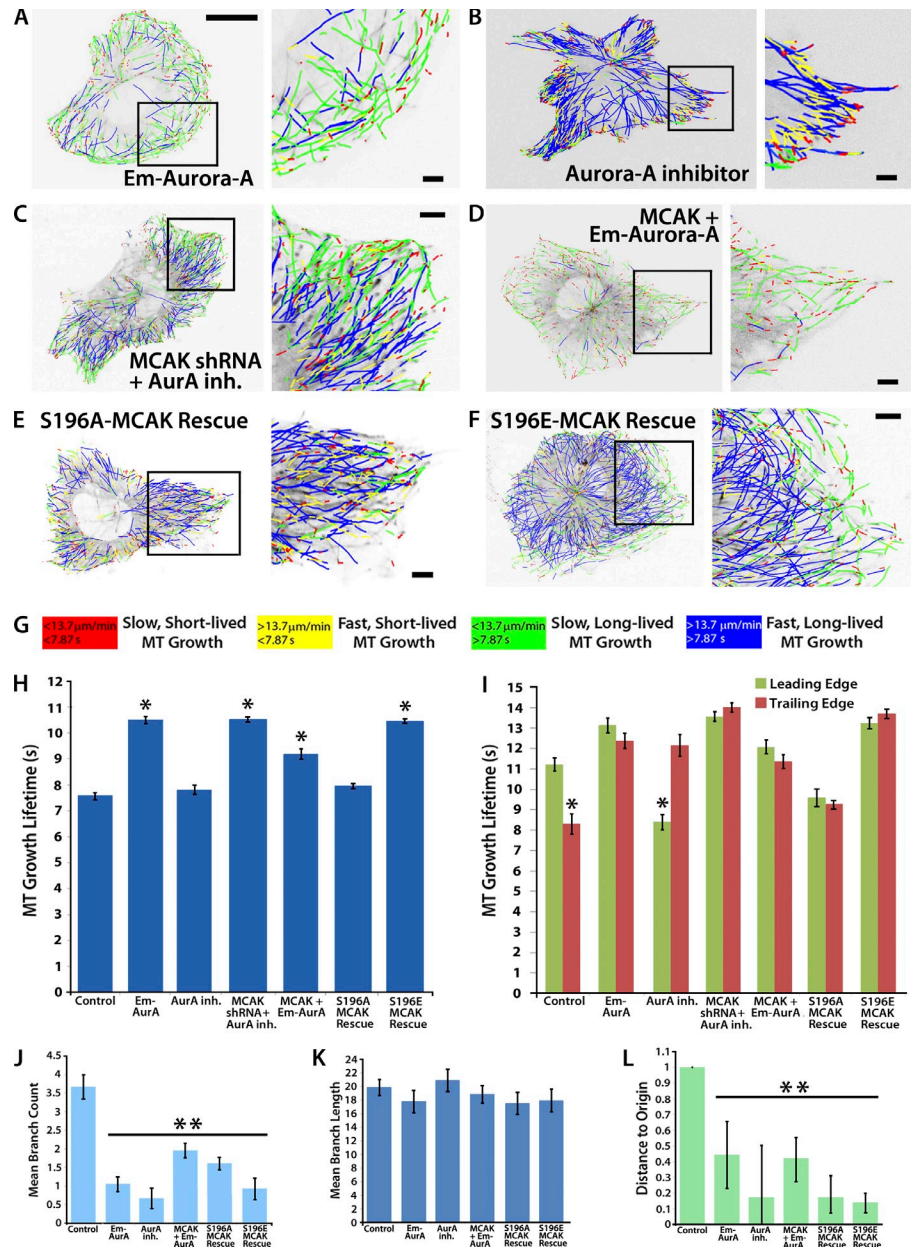 A
Em-Aurora-A
B
Aurora-A inhibitor
C
MCAK shRNA
+ AurA inh.
D
MCAK +
Em-Aurora-A
E S196A-MCAK Rescue
F S196E-MCAK Rescue
G
<13.7μm/min
<7.87 s
Slow, Short-lived
MT Growth
>13.7μm/min
<7.87 s
Fast, Short-lived
MT Growth
<13.7μm/min
>7.87 s
Slow, Long-lived
MT Growth
>13.7 μm/min
>7.87 s
Fast, Long-lived
MT Growth
H
MT Growth Lifetime (s)
12
11
10
9
8
7
6
5
4
3
2
1
0
*
*
*
*
Control
Em-
AurA
AurA inh.
MCAK
shRNA+
AurA inh.
MCAK +
Em-AurA
S196A
MCAK
Rescue
S196E
MCAK
Rescue
I
Leading Edge
Trailing Edge
MT Growth Lifetime (s)
15
14
13
12
11
10
9
8
7
6
5
4
3
2
1
0
*
*
Control
Em-
AurA
AurA inh.
MCAK
shRNA+
AurA inh.
MCAK +
Em-AurA
S196A
MCAK
Rescue
S196E
MCAK
Rescue
J
Mean Branch Count
4.5
4
3.5
3
2.5
2
1.5
1
0.5
0
**
Control
Em-
AurA
AurA
inh.
MCAK
+ Em-
AurA
S196A
MCAK
Rescue
S196E
MCAK
Rescue
K
Mean Branch Length
24
22
20
18
16
14
12
10
8
6
4
2
0
Control
Em-
AurA
AurA
inh.
MCAK
+ Em-
AurA
S196A
MCAK
Rescue
S196E
MCAK
Rescue
L
Distance to Origin
1
0.9
0.8
0.7
0.6
0.5
0.4
0.3
0.2
0.1
0
**
Control
Em-
AurA
AurA
inh.
MCAK
+ Em-
AurA
S196A
MCAK
Rescue
S196E
MCAK
Rescue